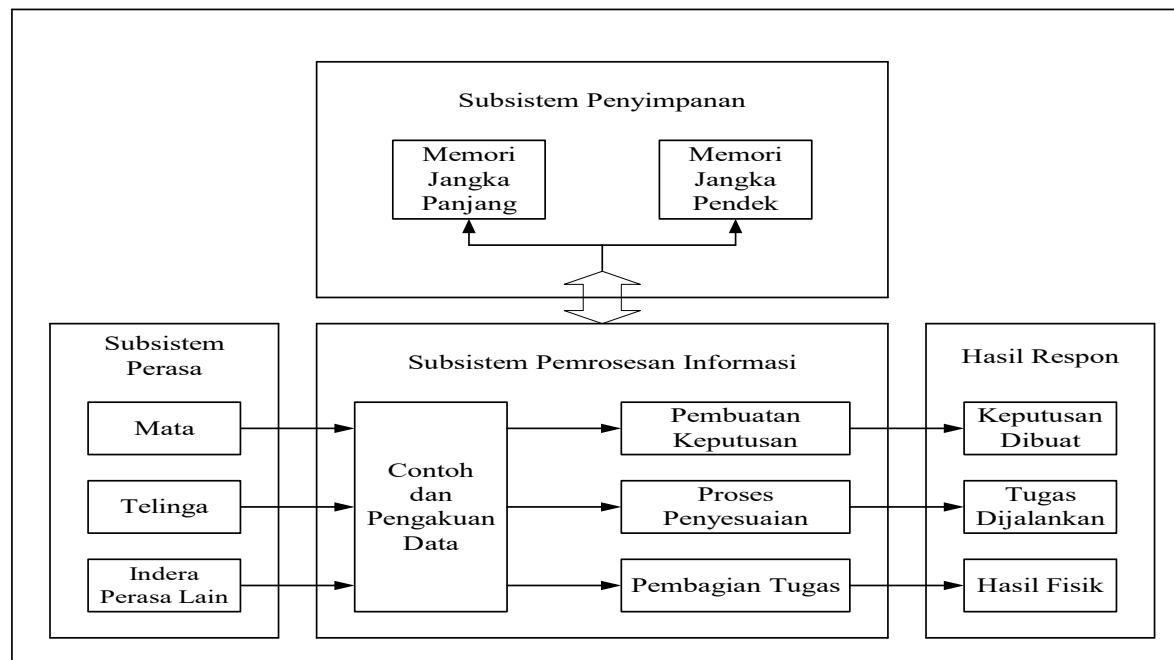 Subsistem Penyimpanan
Memori
Jangka
Panjang
Memori
Jangka
Pendek
Subsistem
Perasa
Mata
Telinga
Indera
Perasa Lain
Subsistem Pemrosesan Informasi
Contoh
dan
Pengakuan
Data
Pembuatan
Keputusan
Proses
Penyesuaian
Pembagian Tugas
Hasil Respon
Keputusan
Dibuat
Tugas
Dijalankan
Hasil Fisik